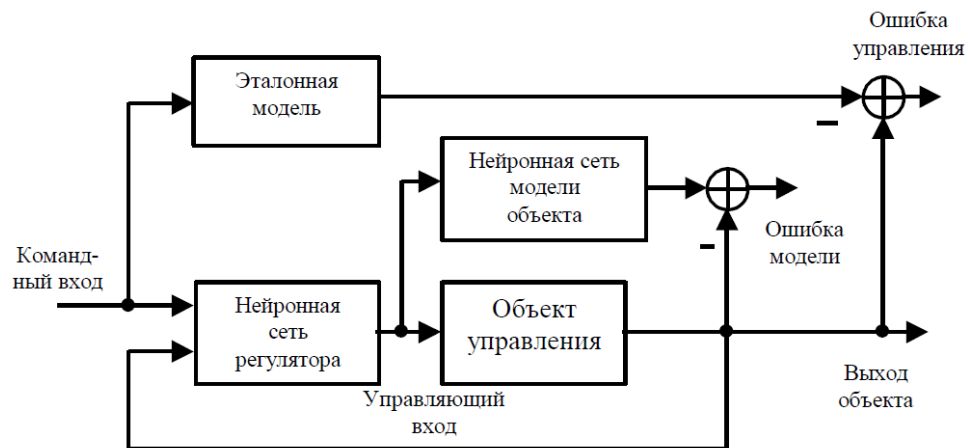 Ошибка
управления
Эталонная
модель
Нейронная сеть
модели
объекта
Ошибка
модели
Команд-
ный вход
Нейронная
сеть
регулятора
Объект
управления
Управляющий
вход
Выход
объекта